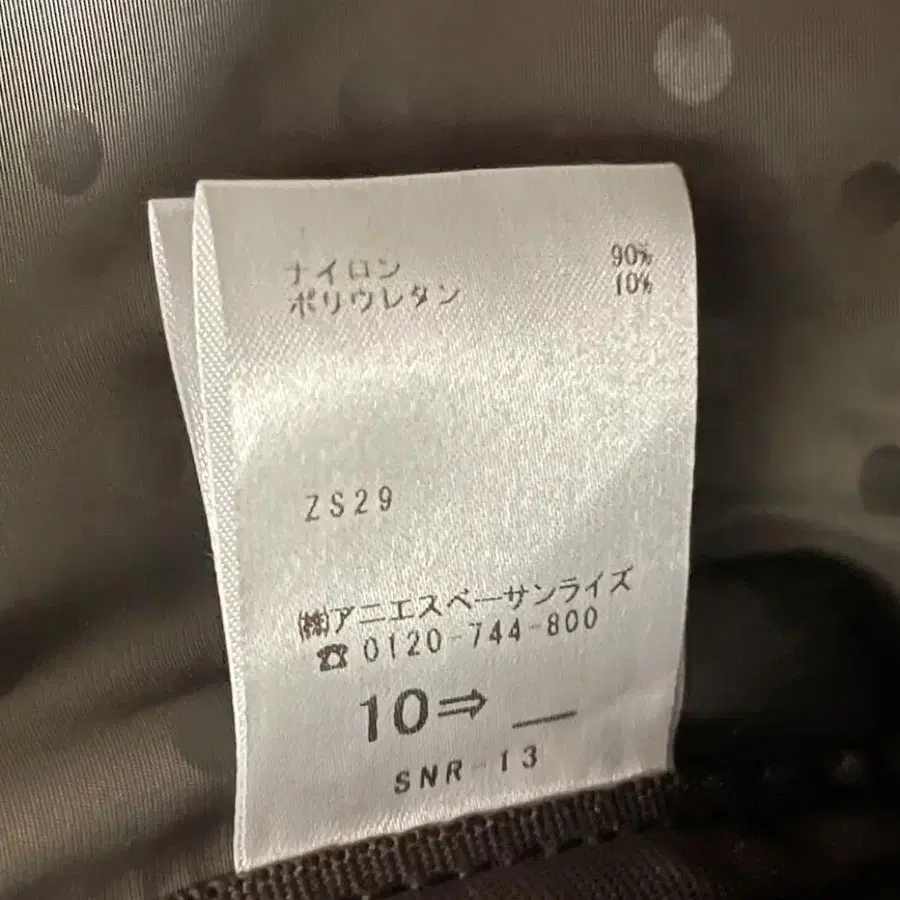 ナイロン 90%
ポリウレタン 10%
ZS29
㈱アニエスベーサンライズ
☎0120-744-800
10⇒ __
SNR-13